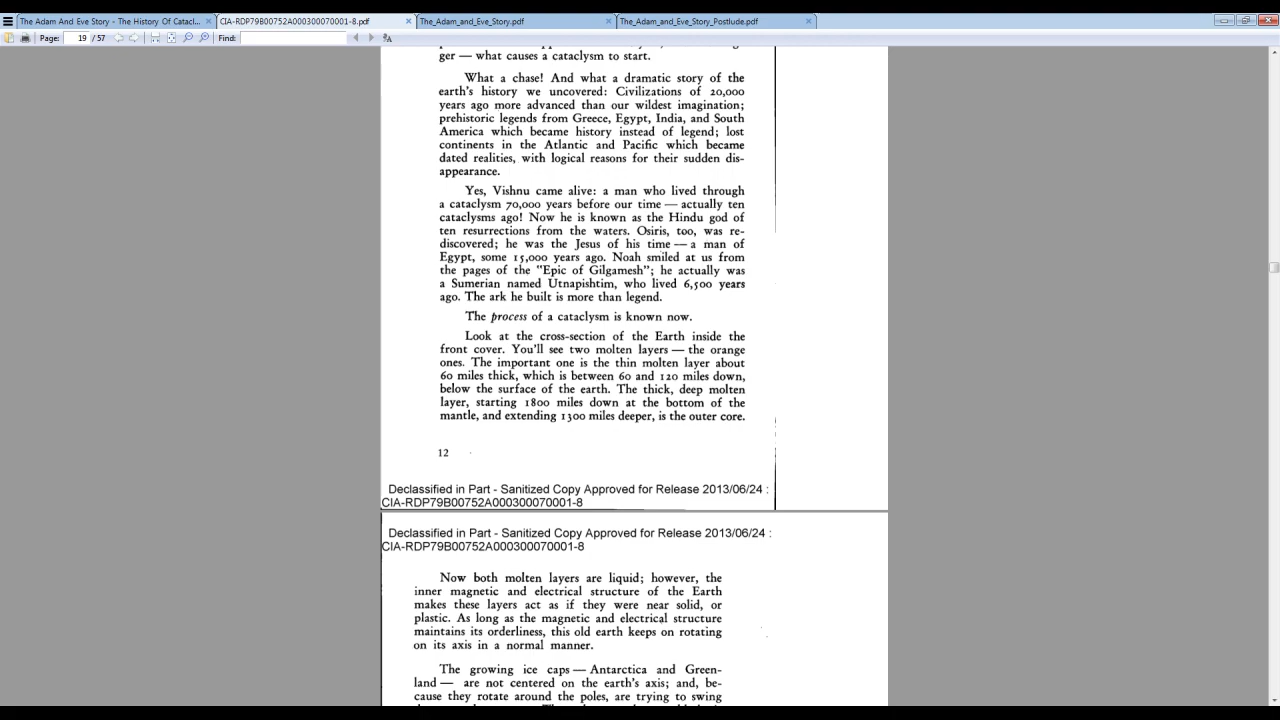 The Adam And Eve Story - The History Of Catacl...
CIA-RDP79B00752A000300070001-8.pdf
The_Adam_and_Eve_Story.pdf
The_Adam_and_Eve_Story_Postlude.pdf
Page: 19 / 57
Find:
ger — what causes a cataclysm to start.
What a chase! And what a dramatic story of the
earth's history we uncovered: Civilizations of 20,000
years ago more advanced than our wildest imagination;
prehistoric legends from Greece, Egypt, India, and South
America which became history instead of legend; lost
continents in the Atlantic and Pacific which became
dated realities, with logical reasons for their sudden dis-
appearance.
Yes, Vishnu came alive: a man who lived through
a cataclysm 70,000 years before our time — actually ten
cataclysms ago! Now he is known as the Hindu god of
ten resurrections from the waters. Osiris, too, was re-
discovered; he was the Jesus of his time — a man of
Egypt, some 15,000 years ago. Noah smiled at us from
the pages of the "Epic of Gilgamesh"; he actually was
a Sumerian named Utnapishtim, who lived 6,500 years
ago. The ark he built is more than legend.
The process of a cataclysm is known now.
Look at the cross-section of the Earth inside the
front cover. You'll see two molten layers — the orange
ones. The important one is the thin molten layer about
60 miles thick, which is between 60 and 120 miles down,
below the surface of the earth. The thick, deep molten
layer, starting 1800 miles down at the bottom of the
mantle, and extending 1300 miles deeper, is the outer core.
12
Declassified in Part - Sanitized Copy Approved for Release 2013/06/24 :
CIA-RDP79B00752A000300070001-8
Declassified in Part - Sanitized Copy Approved for Release 2013/06/24 :
CIA-RDP79B00752A000300070001-8
Now both molten layers are liquid; however, the
inner magnetic and electrical structure of the Earth
makes these layers act as if they were near solid, or
plastic. As long as the magnetic and electrical structure
maintains its orderliness, this old earth keeps on rotating
on its axis in a normal manner.
The growing ice caps — Antarctica and Green-
land — are not centered on the earth's axis; and, be-
cause they rotate around the poles, are trying to swing